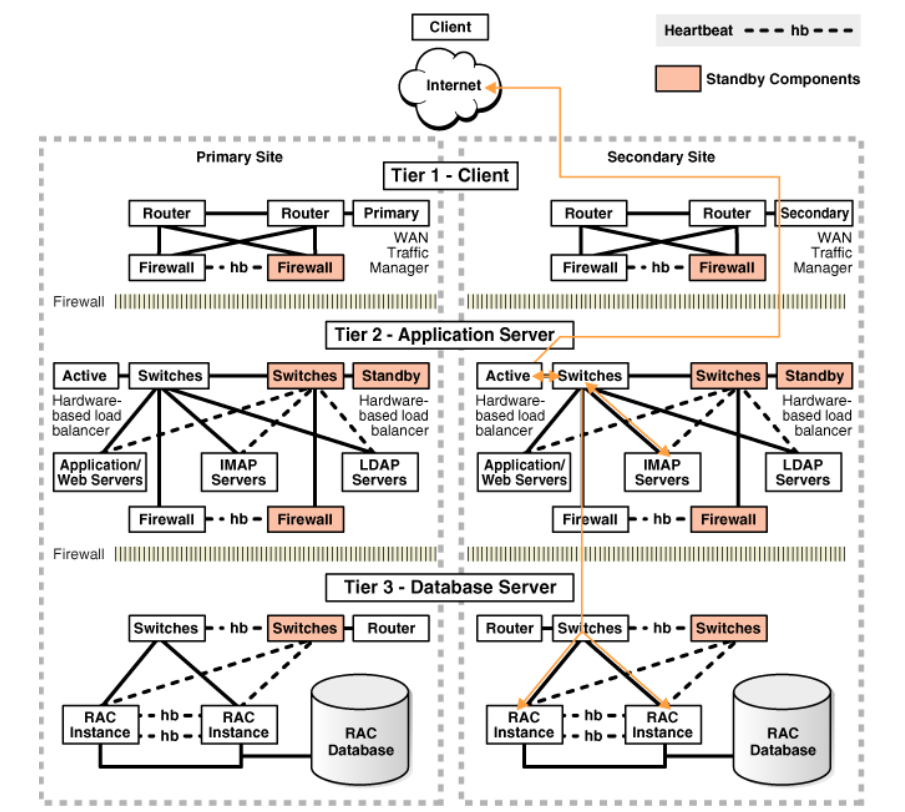 Client
Heartbeat hb
Internet
Standby Components
Primary Site
Secondary Site
Tier 1 - Client
Router
Router
Primary
Router
Router
Secondary
WAN
Traffic
Manager
WAN
Traffic
Manager
Firewall
hb
Firewall
Firewall
hb
Firewall
Firewall
Tier 2 - Application Server
Active
Switches
Switches
Standby
Active
Switches
Switches
Standby
Hardware-
based load
balancer
Hardware-
based load
balancer
Hardware-
based load
balancer
Hardware-
based load
balancer
Application/
Web Servers
IMAP
Servers
LDAP
Servers
Application/
Web Servers
IMAP
Servers
LDAP
Servers
Firewall
hb
Firewall
Firewall
hb
Firewall
Firewall
Tier 3 - Database Server
Switches
hb
Switches
Router
Router
Switches
hb
Switches
RAC
Instance
hb
hb
RAC
Instance
RAC
Database
RAC
Instance
hb
hb
RAC
Instance
RAC
Database